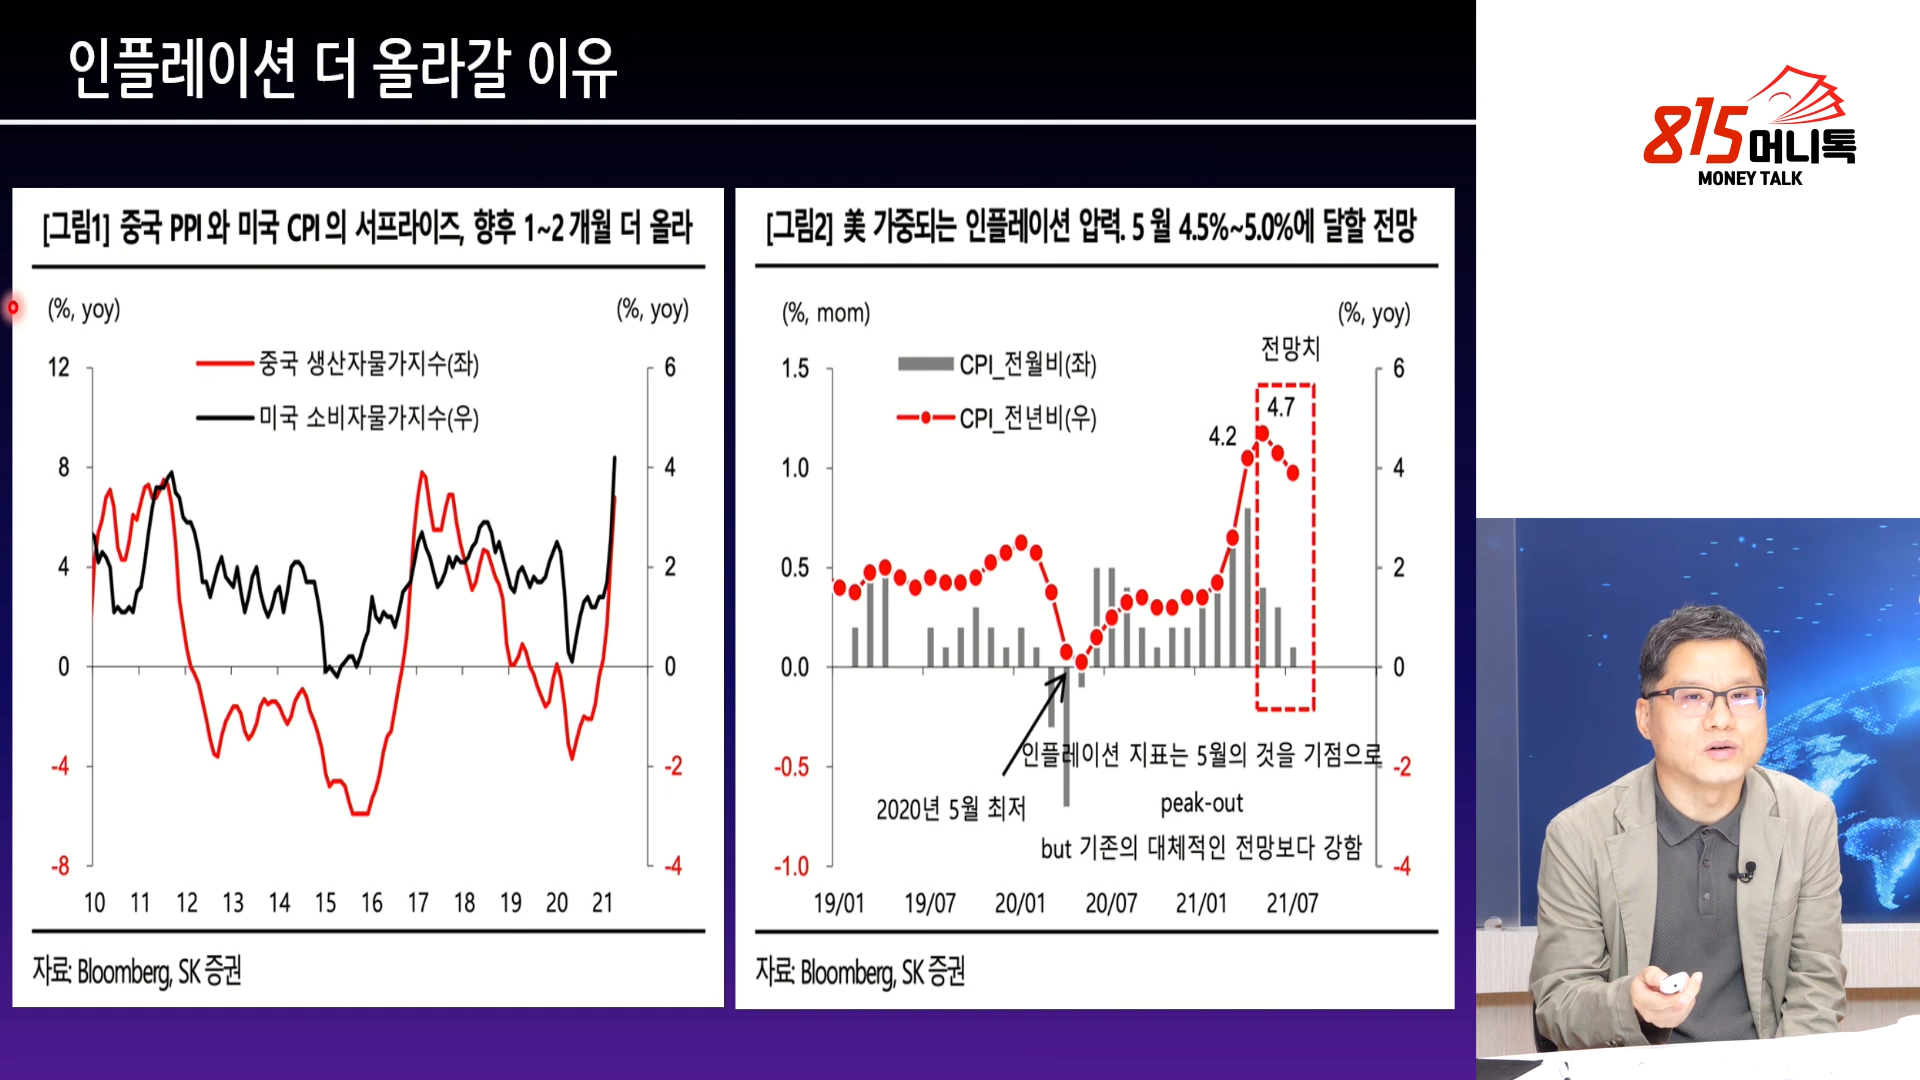 인플레이션 더 올라갈 이유
815머니톡
MONEY TALK
[그림1] 중국 PPI와 미국 CPI의 서프라이즈, 향후 1~2개월 더 올라
(%, yoy)
(%, yoy)
중국 생산자물가지수(좌)
미국 소비자물가지수(우)
12
8
4
0
-4
-8
6
4
2
0
-2
-4
10 11 12 13 14 15 16 17 18 19 20 21
자료: Bloomberg, SK증권
[그림2] 美 가중되는 인플레이션 압력. 5월 4.5%~5.0%에 달할 전망
(%, mom)
(%, yoy)
전망치
CPI_전월비(좌)
CPI_전년비(우)
4.7
4.2
1.5
1.0
0.5
0.0
-0.5
-1.0
6
4
2
0
-2
-4
인플레이션 지표는 5월의 것을 기점으로
2020년 5월 최저
peak-out
but 기존의 대체적인 전망보다 강함
19/01 19/07 20/01 20/07 21/01 21/07
자료: Bloomberg, SK증권